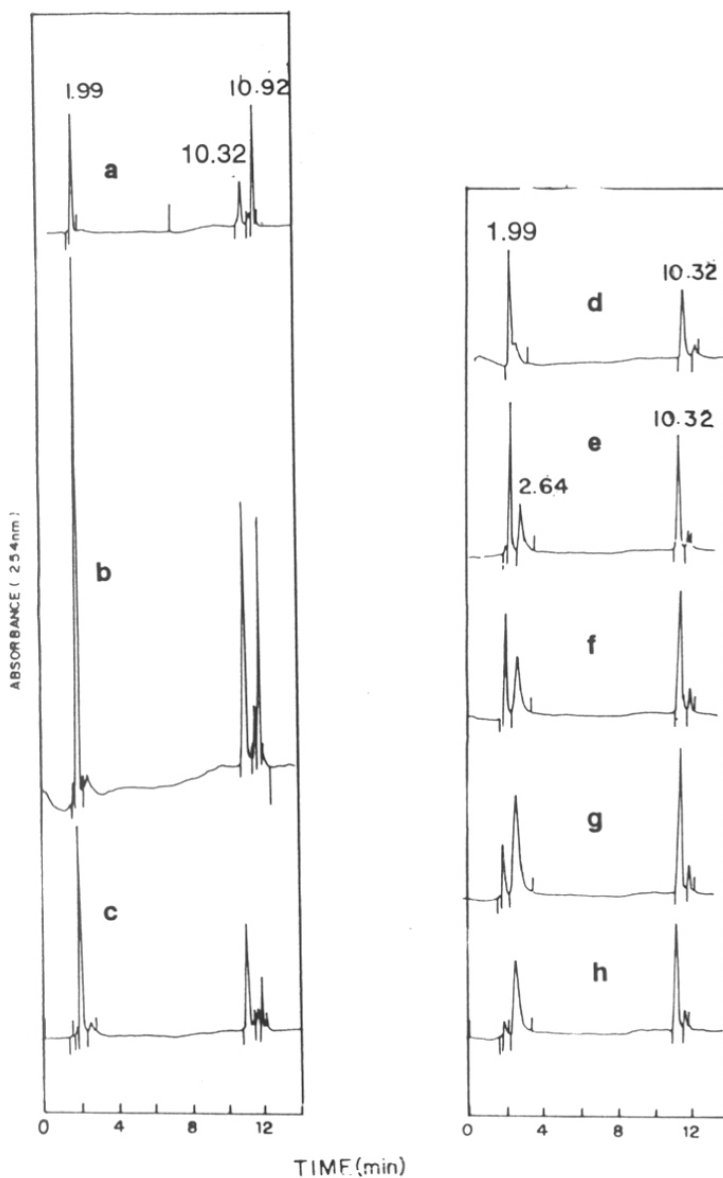 1.99
10.92
10.32
a
b
c
1.99
10.32
d
10.32
e
2.64
f
g
h
ABSORBANCE ( 254nm)
0 4 8 12
0 4 8 12
TIME (min)